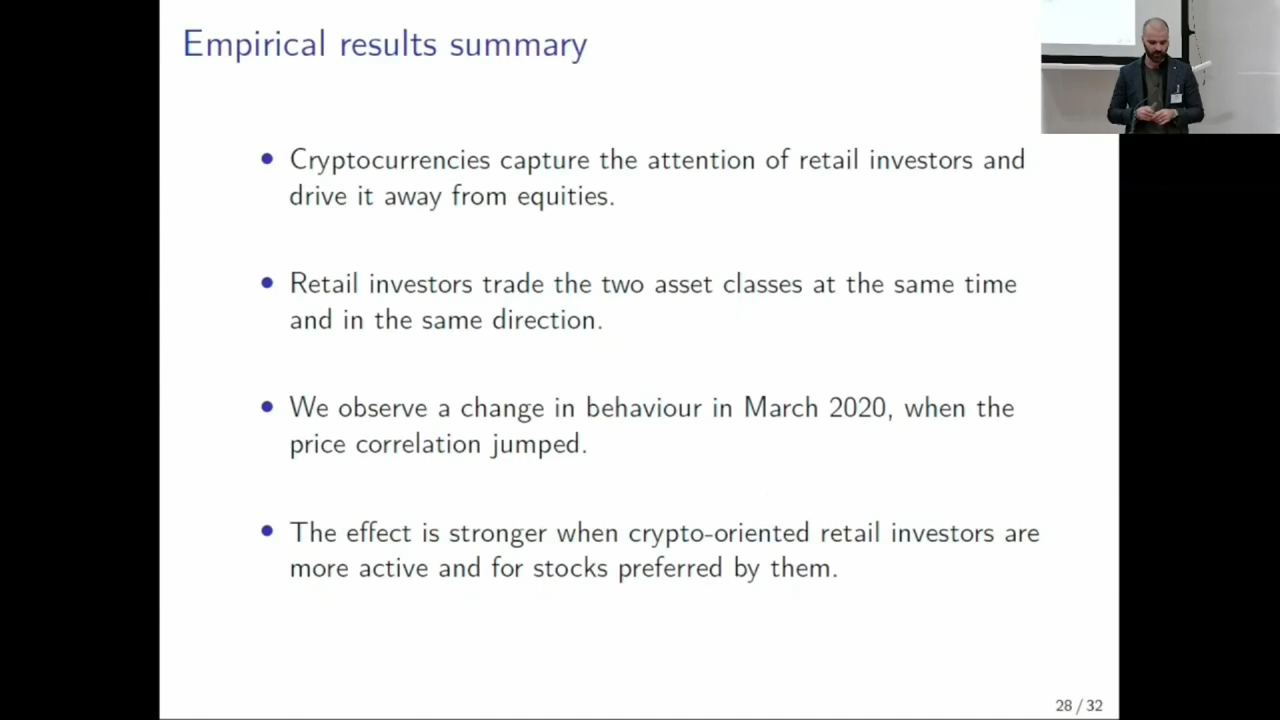 Empirical results summary
• Cryptocurrencies capture the attention of retail investors and
drive it away from equities.
• Retail investors trade the two asset classes at the same time
and in the same direction.
• We observe a change in behaviour in March 2020, when the
price correlation jumped.
• The effect is stronger when crypto-oriented retail investors are
more active and for stocks preferred by them.
28 / 32